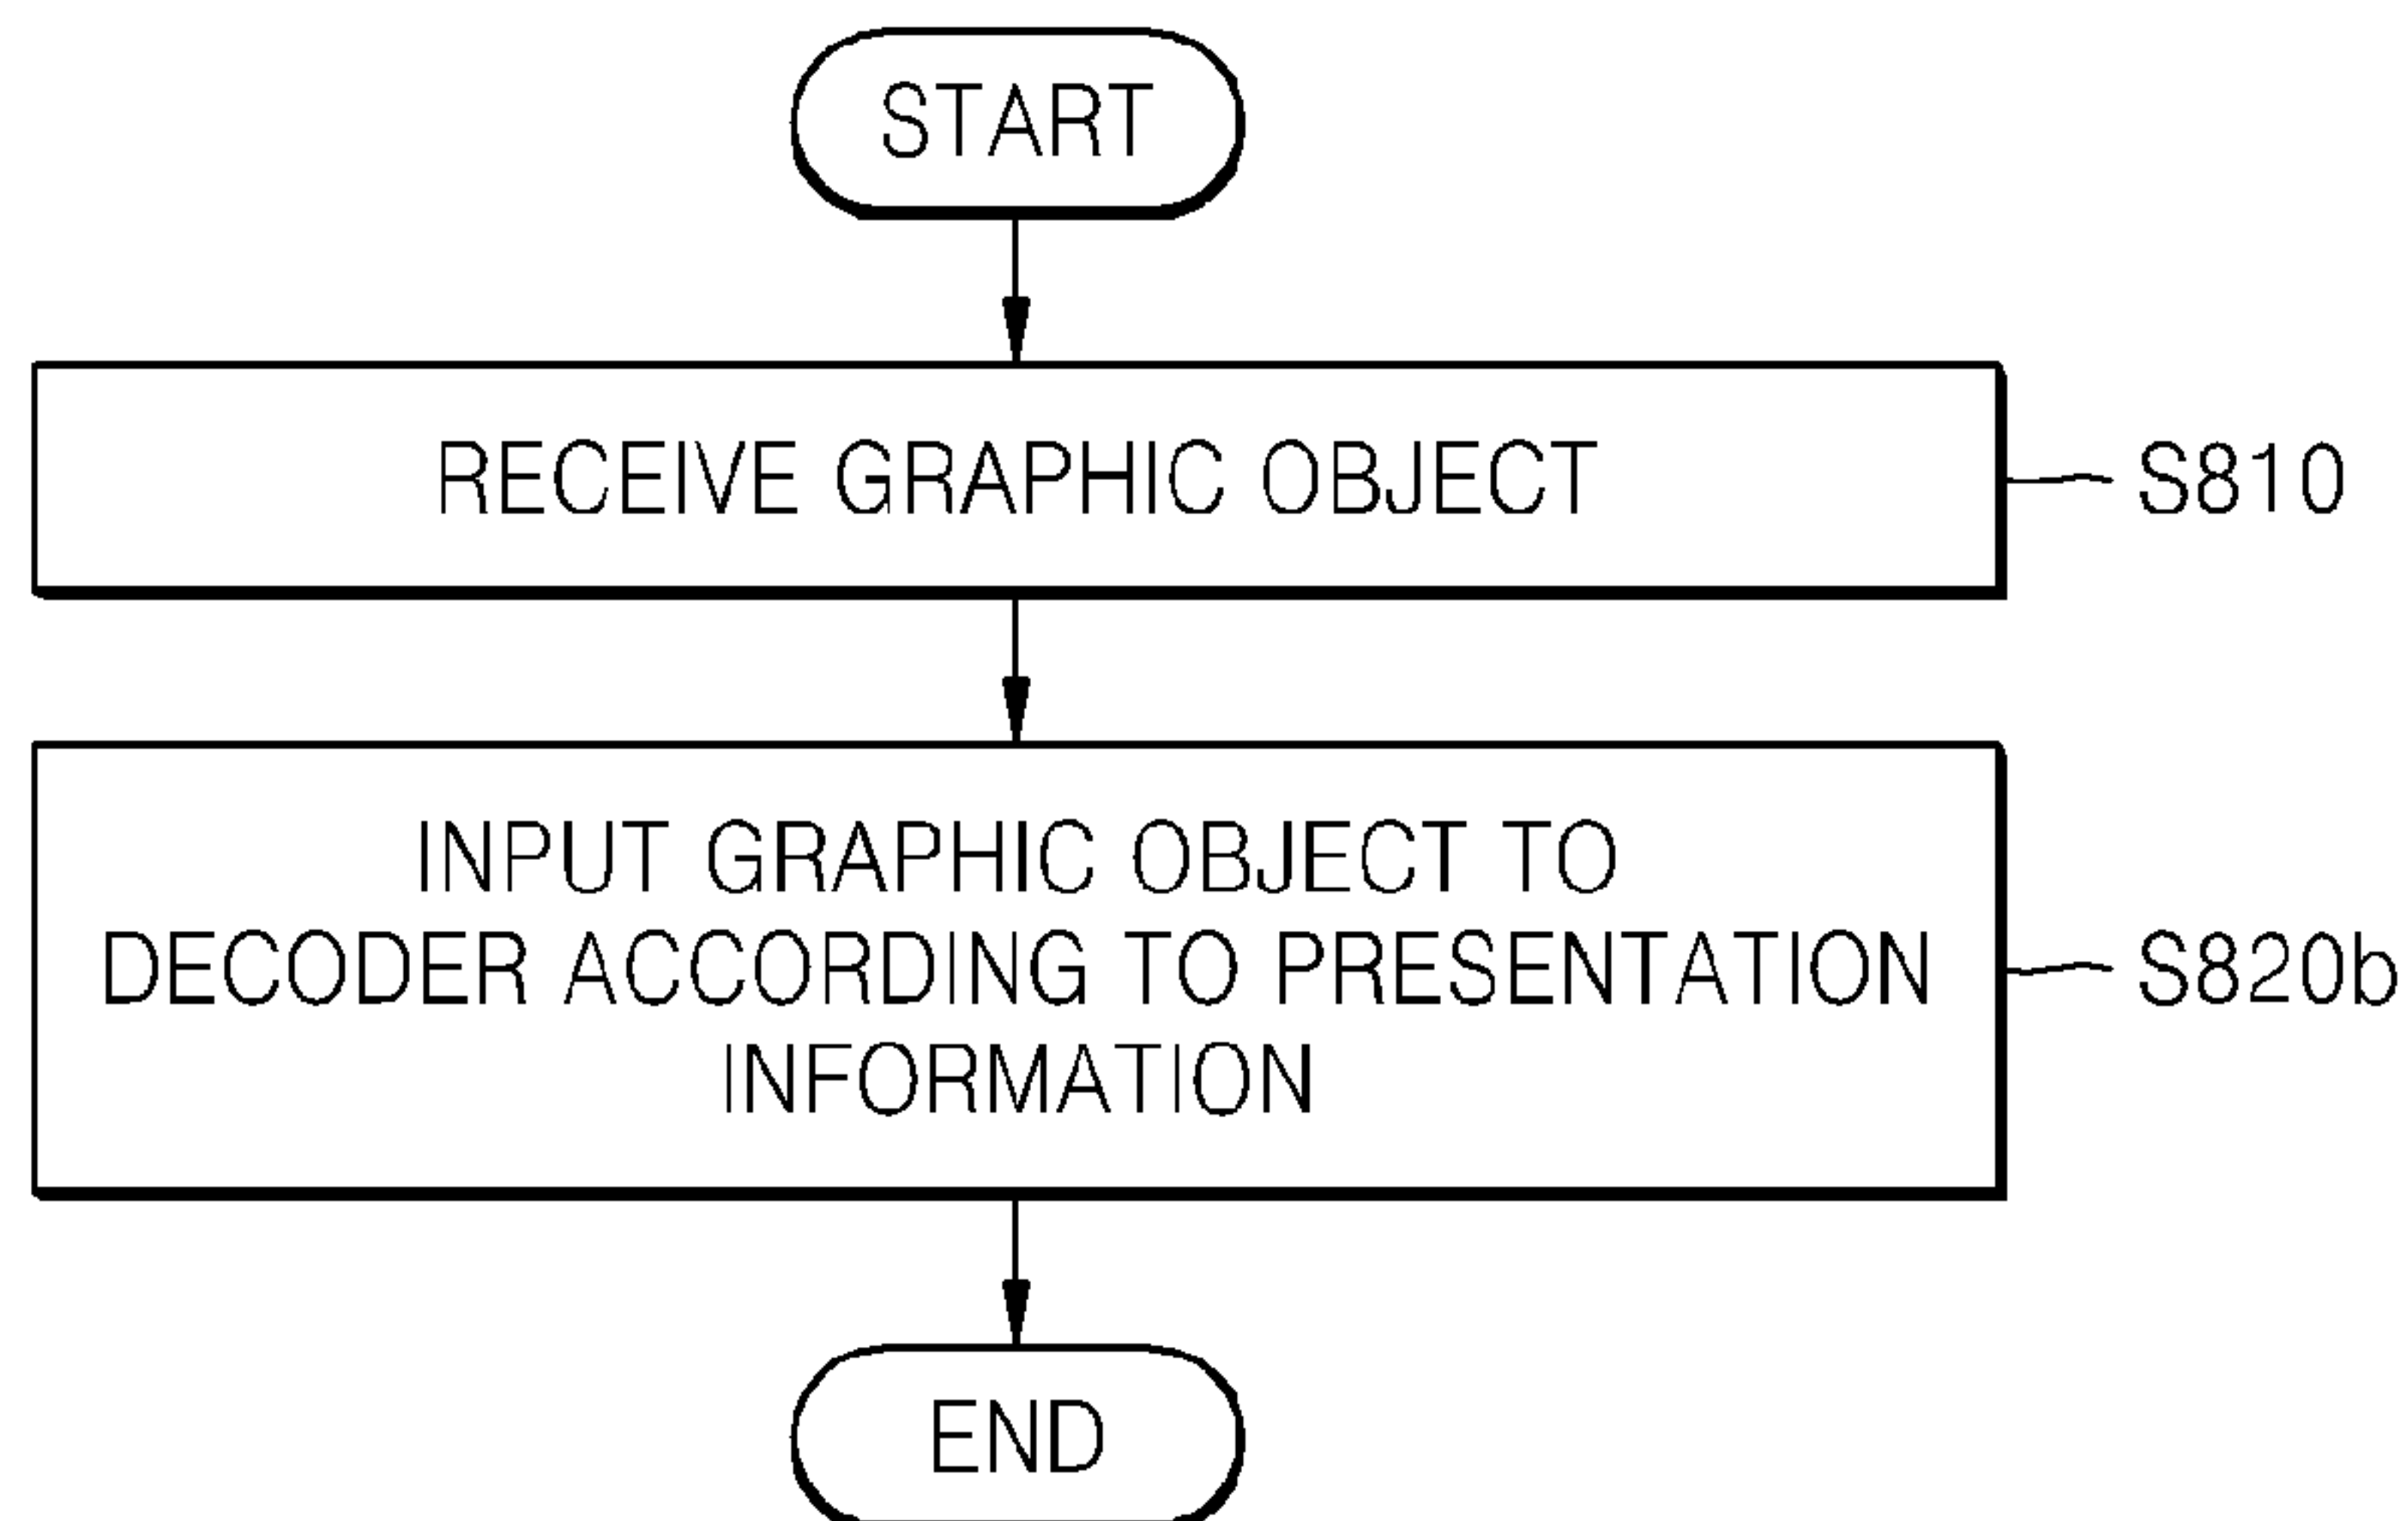 START
RECEIVE GRAPHIC OBJECT
S810
INPUT GRAPHIC OBJECT TO
DECODER ACCORDING TO PRESENTATION
INFORMATION
S820b
END